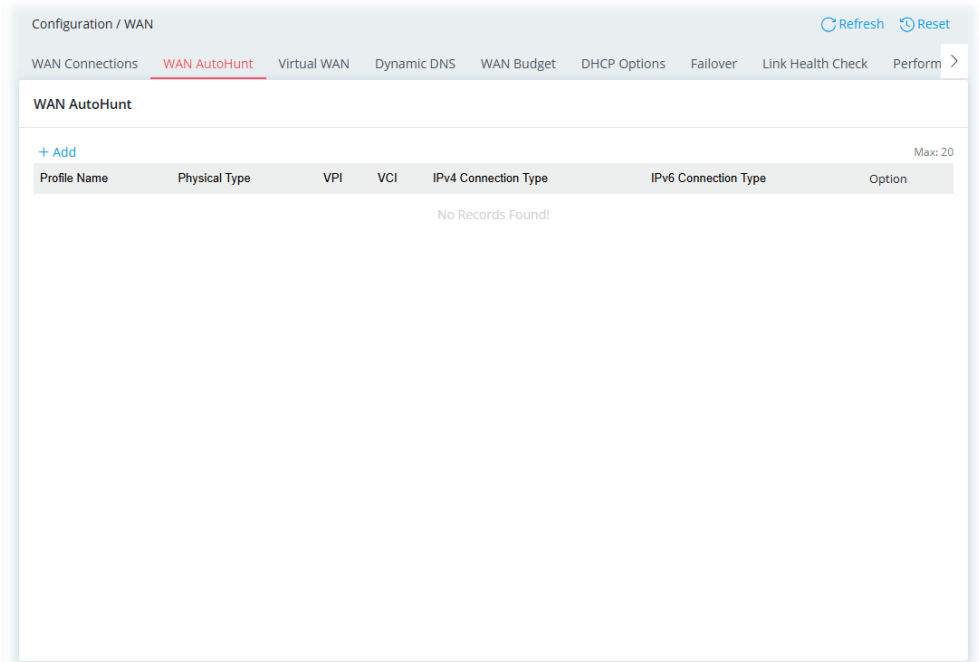 Configuration / WAN Refresh Reset
WAN Connections WAN AutoHunt Virtual WAN Dynamic DNS WAN Budget DHCP Options Failover Link Health Check Perform
WAN AutoHunt
+ Add Max: 20
Profile Name Physical Type VPI VCI IPv4 Connection Type IPv6 Connection Type Option
No Records Found!